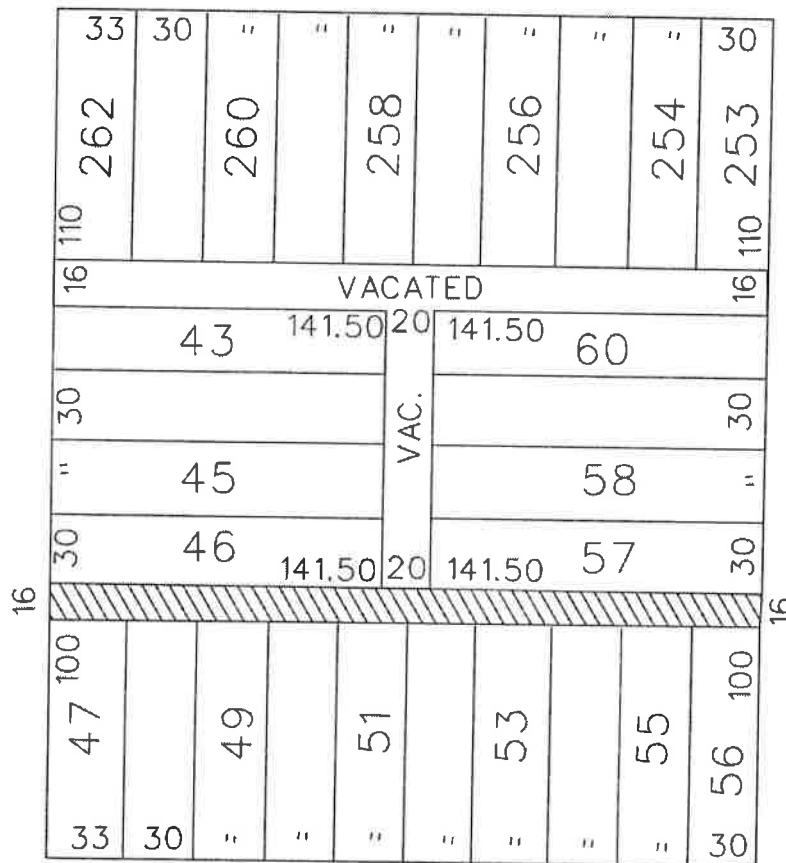 33 30 " " " " " " " 30
262 260 258 256 254 253
110 110
16 VACATED 16
43 141.50 20 141.50 60
30 VAC. 30
" 45 58 "
30 46 141.50 20 141.50 57 30
16 16
100 100
47 49 51 53 55 56
33 30 " " " " " " " 30